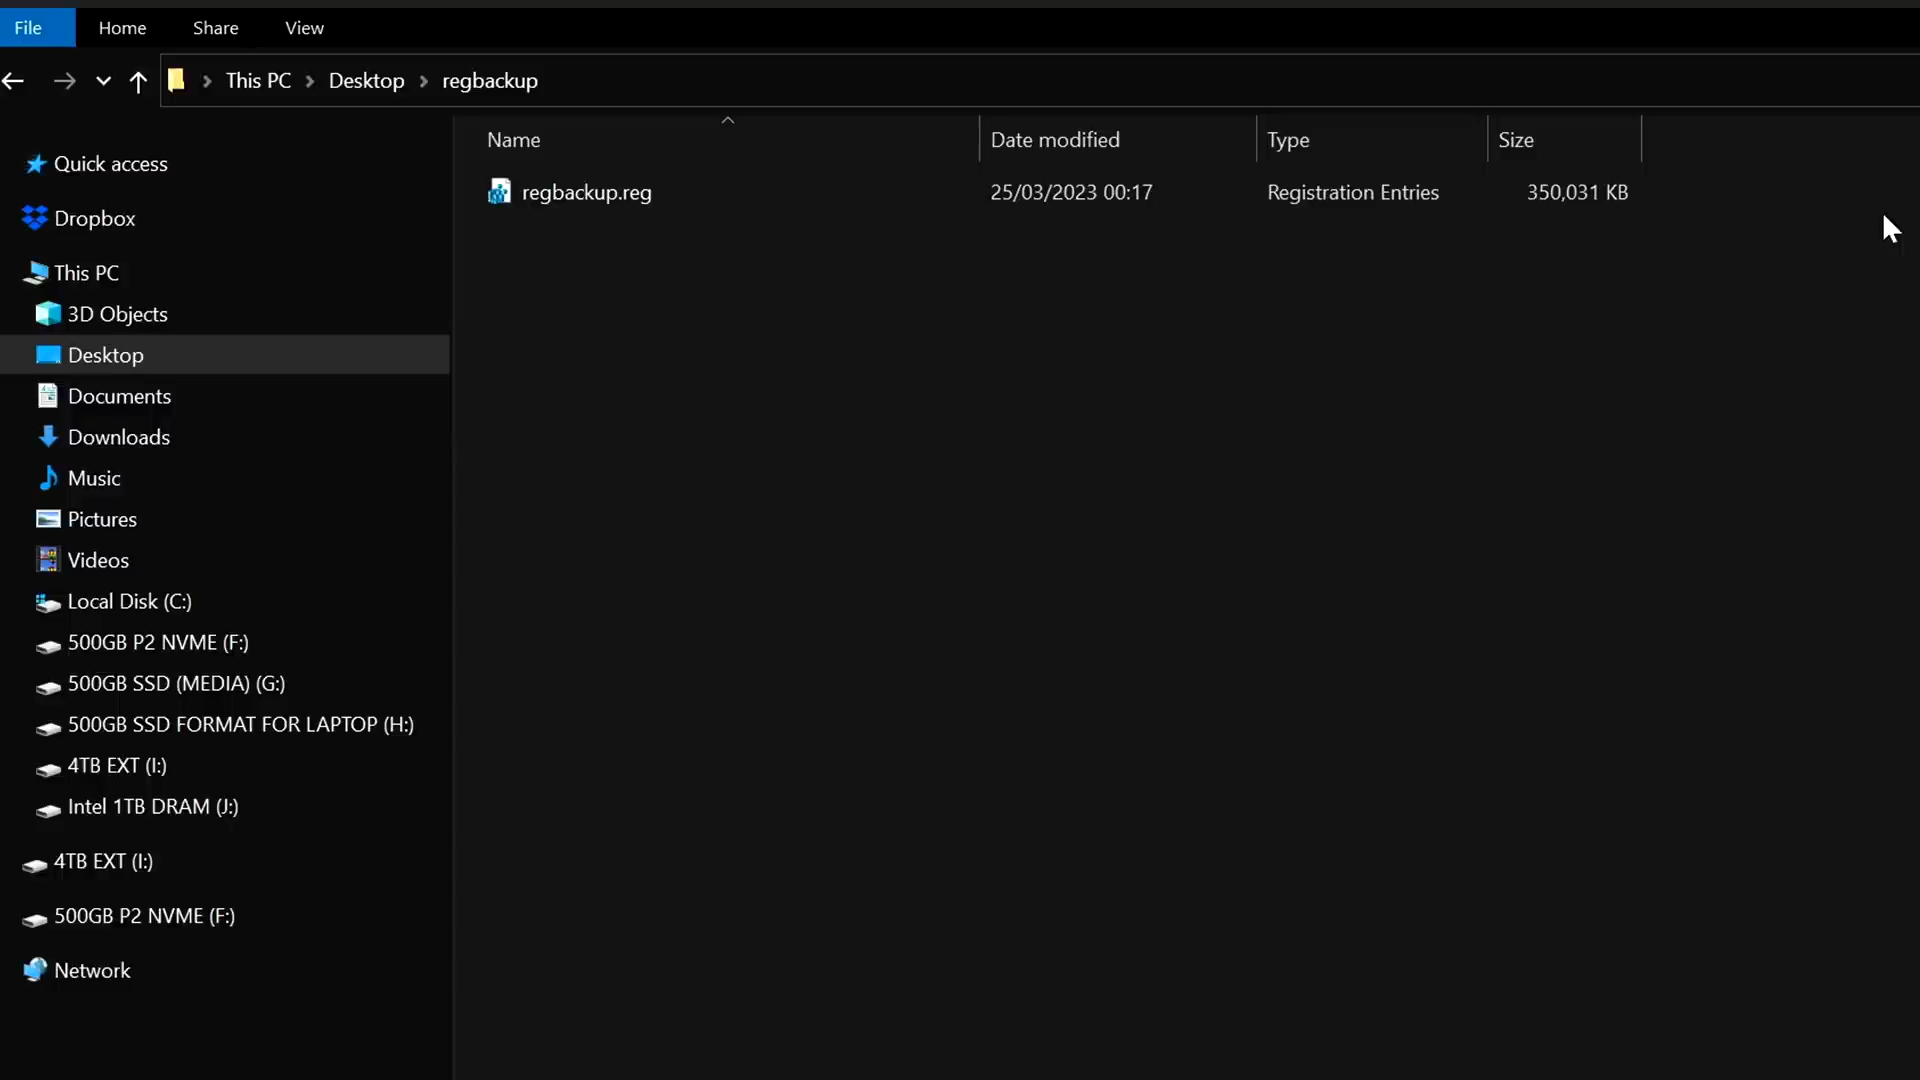 File Home Share View
This PC Desktop regbackup
Name Date modified Type Size
regbackup.reg 25/03/2023 00:17 Registration Entries 350,031 KB
Quick access
Dropbox
This PC
3D Objects
Desktop
Documents
Downloads
Music
Pictures
Videos
Local Disk (C:)
500GB P2 NVME (F:)
500GB SSD (MEDIA) (G:)
500GB SSD FORMAT FOR LAPTOP (H:)
4TB EXT (I:)
Intel 1TB DRAM (J:)
4TB EXT (I:)
500GB P2 NVME (F:)
Network